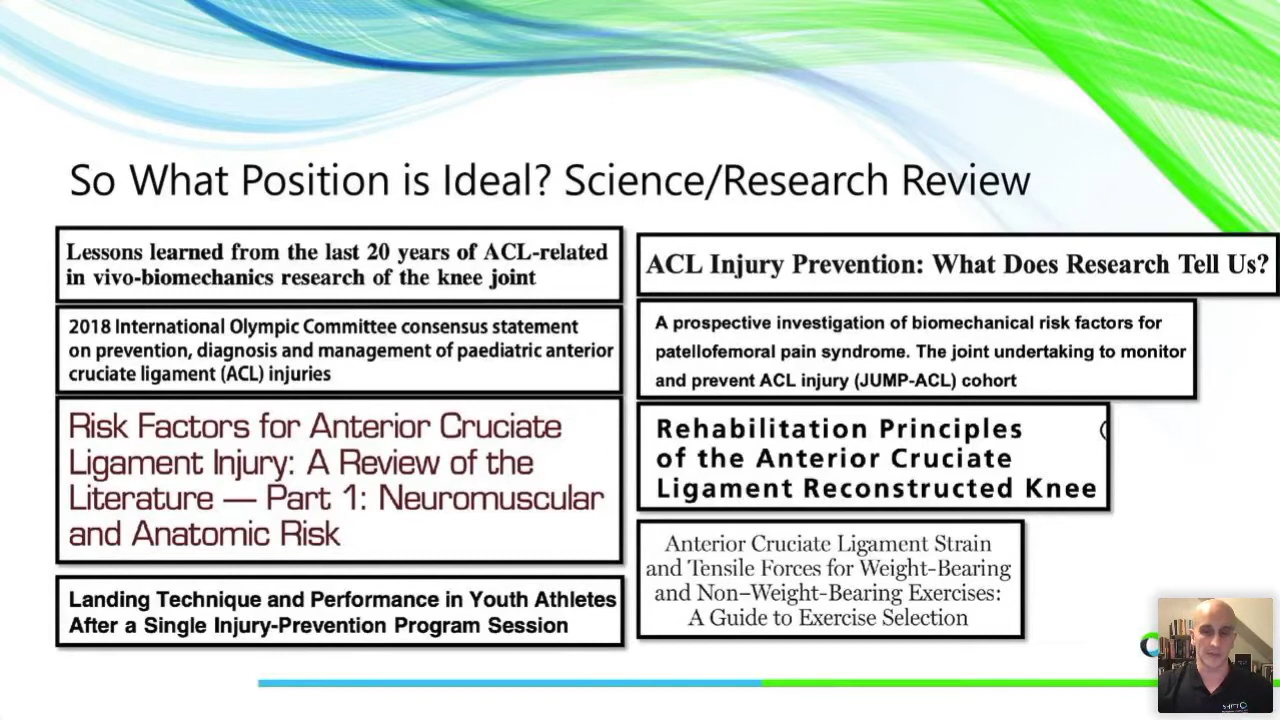 So What Position is Ideal? Science/Research Review
Lessons learned from the last 20 years of ACL-related
in vivo-biomechanics research of the knee joint
2018 International Olympic Committee consensus statement
on prevention, diagnosis and management of paediatric anterior
cruciate ligament (ACL) injuries
Risk Factors for Anterior Cruciate
Ligament Injury: A Review of the
Literature — Part 1: Neuromuscular
and Anatomic Risk
Landing Technique and Performance in Youth Athletes
After a Single Injury-Prevention Program Session
ACL Injury Prevention: What Does Research Tell Us?
A prospective investigation of biomechanical risk factors for
patellofemoral pain syndrome. The joint undertaking to monitor
and prevent ACL injury (JUMP-ACL) cohort
Rehabilitation Principles
of the Anterior Cruciate
Ligament Reconstructed Knee
Anterior Cruciate Ligament Strain
and Tensile Forces for Weight-Bearing
and Non–Weight-Bearing Exercises:
A Guide to Exercise Selection
SHIFT